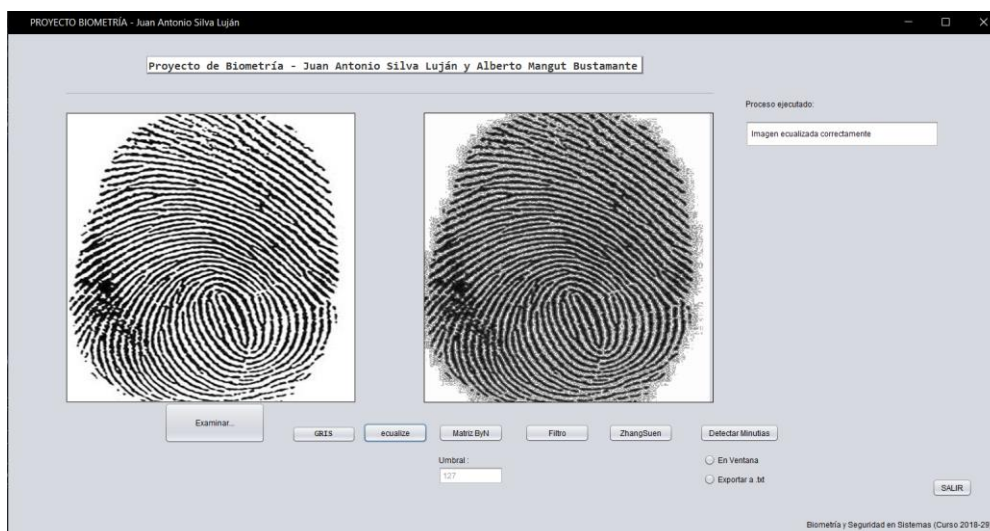 PROYECTO BIOMETRÍA - Juan Antonio Silva Luján
Proyecto de Biometría - Juan Antonio Silva Luján y Alberto Mangut Bustamante
Proceso ejecutado:
Imagen ecualizada correctamente
Examinar...
GRIS
ecualize
Matriz ByN
Filtro
ZhangSuen
Detectar Minutias
Umbral :
127
En Ventana
Exportar a .txt
SALIR
Biometría y Seguridad en Sistemas (Curso 2018-29